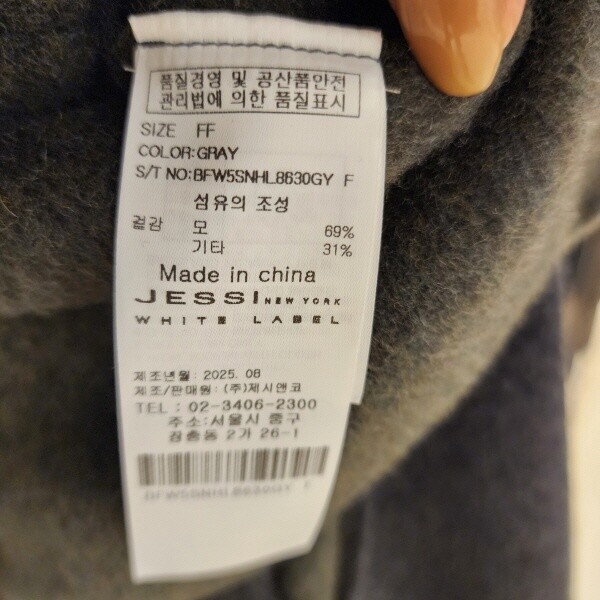 품질경영 및 공산품안전
관리법에 의한 품질표시
SIZE FF
COLOR:GRAY
S/T NO:BFW5SNHL8630GY F
섬유의 조성
겉감 모 69%
기타 31%
Made in china
JESSI NEW YORK
WHITE LABEL
제조년월: 2025. 08
제조/판매원: (주)제시앤코
TEL : 02-3406-2300
주소:서울시 중구
장충동 2가 26-1
BFW5SNHL8630GY F